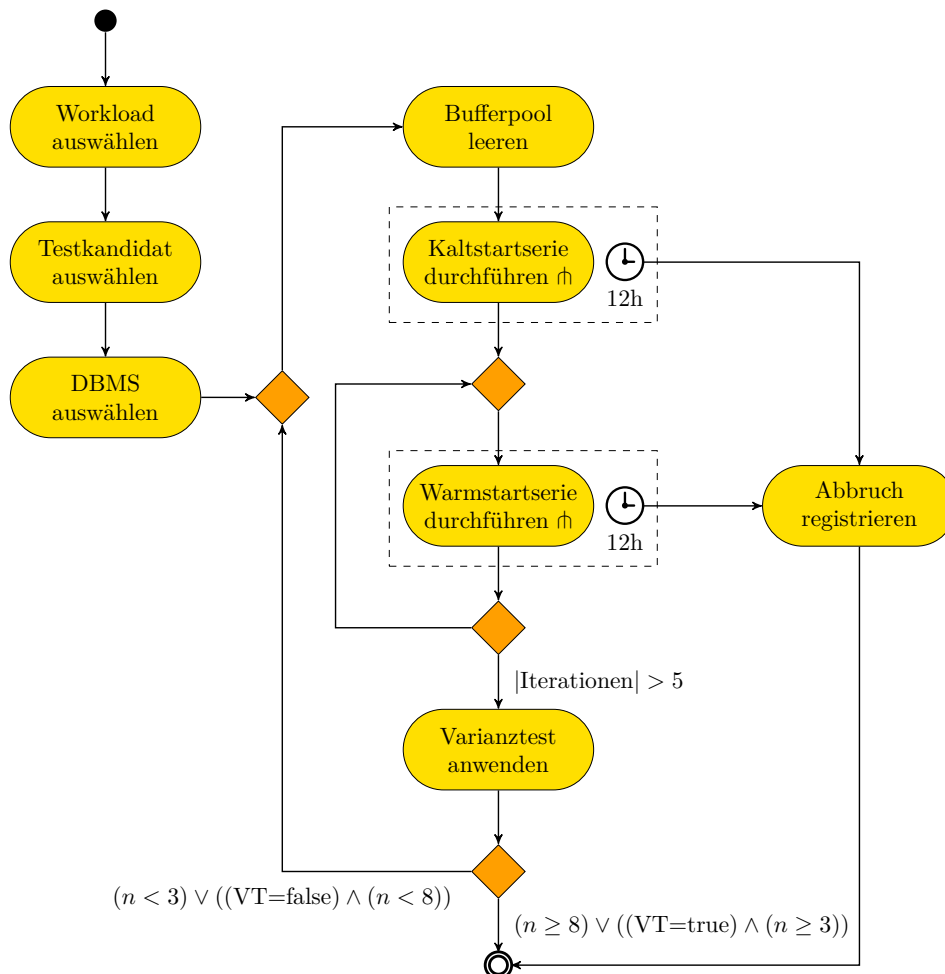 Workload
auswählen
Testkandidat
auswählen
DBMS
auswählen
Bufferpool
leeren
Kaltstartserie
durchführen ⫛
12h
Warmstartserie
durchführen ⫛
12h
Abbruch
registrieren
|Iterationen| > 5
Varianztest
anwenden
(n < 3) ∨ ((VT=false) ∧ (n < 8))
(n ≥ 8) ∨ ((VT=true) ∧ (n ≥ 3))